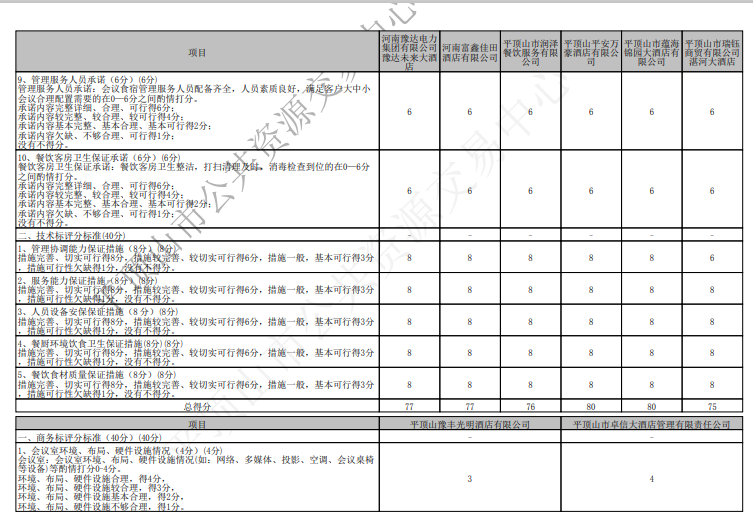 项目
河南豫达电力集团有限公司豫达未来大酒店
河南富鑫佳田酒店有限公司
平顶山市润泽餐饮服务有限公司
平顶山平安万豪酒店有限公司
平顶山市蕴海锦园大酒店有限公司
平顶山市瑞钰商贸有限公司湛河大酒店
9、管理服务人员承诺（6分）(6分)
管理服务人员承诺：会议食宿管理服务人员配备齐全，人员素质良好，满足客户大中小
会议合理配置需要的在0—6分之间酌情打分。
承诺内容完整详细、合理、可行得6分；
承诺内容较完整、较合理、较可行得4分；
承诺内容基本完整、基本合理、基本可行得2分；
承诺内容欠缺、不够合理、可行得1分；
没有不得分。
6 6 6 6 6 6
10、餐饮客房卫生保证承诺（6分）(6分)
餐饮客房卫生保证承诺：餐饮客房卫生整洁，打扫清理及时，消毒检查到位的在0—6分
之间酌情打分。
承诺内容完整详细、合理、可行得6分；
承诺内容较完整、较合理、较可行得4分；
承诺内容基本完整、基本合理、基本可行得2分；
承诺内容欠缺、不够合理、可行得1分；
没有不得分。
6 6 6 6 6 6
二、技术标评分标准(40分)
- - - - - -
1、管理协调能力保证措施（8分）(8分)
措施完善、切实可行得8分，措施较完善、较切实可行得6分，措施一般，基本可行得3分
，措施可行性欠缺得1分，没有不得分。
8 8 8 8 8 6
2、服务能力保证措施（8分）(8分)
措施完善、切实可行得8分，措施较完善、较切实可行得6分，措施一般，基本可行得3分
，措施可行性欠缺得1分，没有不得分。
8 8 8 8 8 8
3、人员设备安保保证措施（8分）(8分)
措施完善、切实可行得8分，措施较完善、较切实可行得6分，措施一般，基本可行得3分
，措施可行性欠缺得1分，没有不得分。
8 8 8 8 8 8
4、餐厨环境饮食卫生保证措施(8分)(8分)
措施完善、切实可行得8分，措施较完善、较切实可行得6分，措施一般，基本可行得3分
，措施可行性欠缺得1分，没有不得分。
8 8 8 8 8 8
5、餐饮食材质量保证措施（8分）(8分)
措施完善、切实可行得8分，措施较完善、较切实可行得6分，措施一般，基本可行得3分
，措施可行性欠缺得1分，没有不得分。
8 8 8 8 8 8
总得分
77 77 76 80 80 75
项目
平顶山豫丰光明酒店有限公司
平顶山市卓信大酒店管理有限责任公司
一、商务标评分标准（40分）(40分)
- -
1、会议室环境、布局、硬件设施情况（4分）(4分)
会议室：会议室环境、布局、硬件设施情况(如：网络、多媒体、投影、空调、会议桌椅
等设备)等酌情打分0-4分。
环境、布局、硬件设施合理，得4分，
环境、布局、硬件设施较合理，得3分，
环境、布局、硬件设施基本合理，得2分，
环境、布局、硬件设施不够合理，得1分。
3 4
平顶山市公共资源交易中心